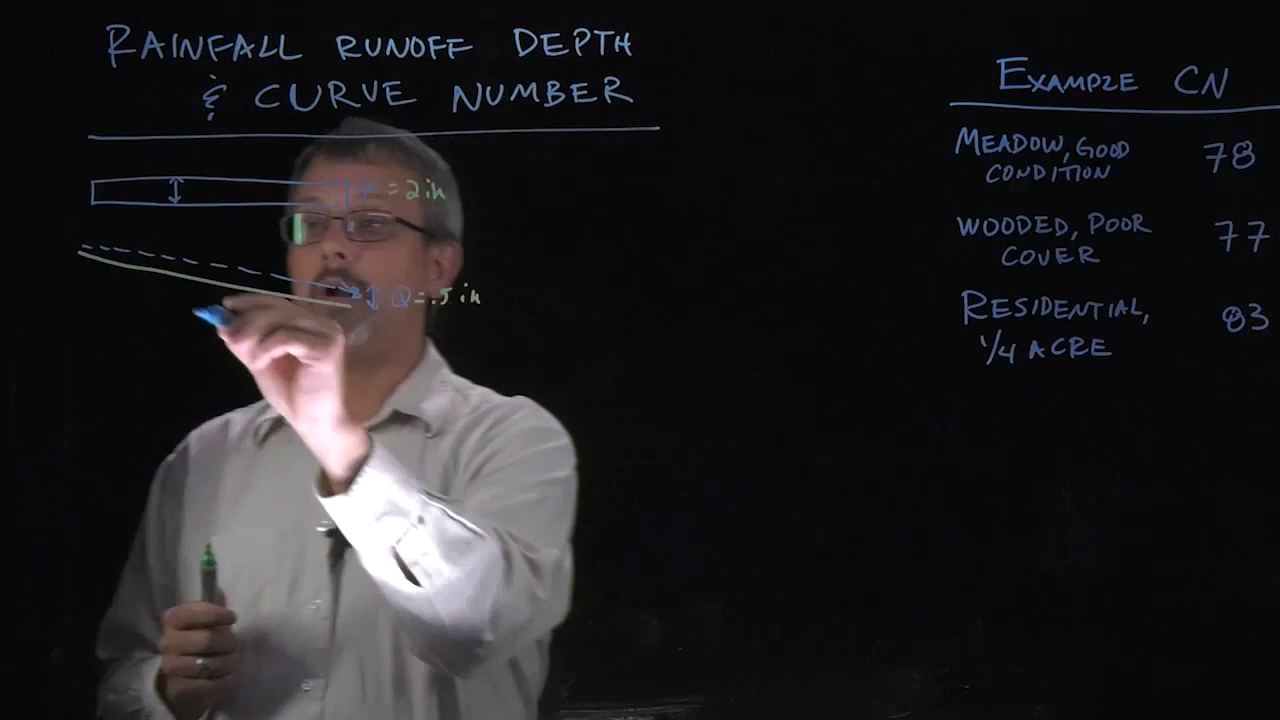 RAINFALL RUNOFF DEPTH
& CURVE NUMBER
P = 2 in
Q = .5 in
EXAMPLE CN
MEADOW, GOOD
CONDITION 78
WOODED, POOR
COVER 77
RESIDENTIAL,
1/4 ACRE 83